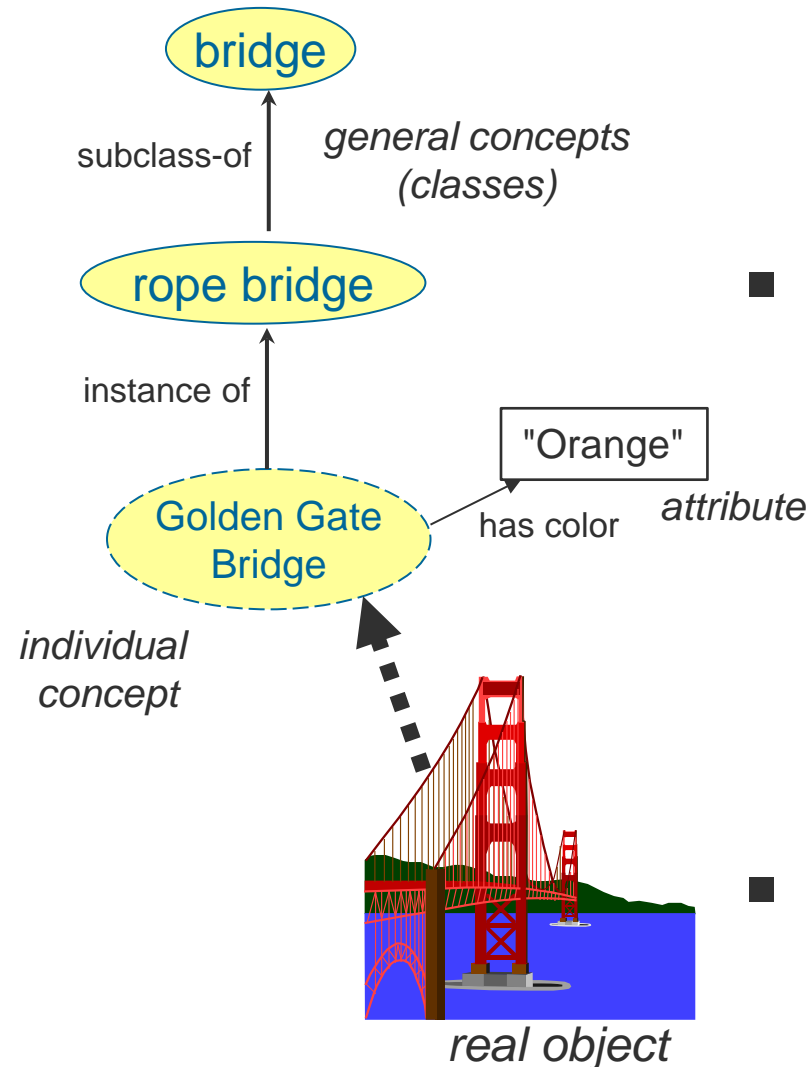 bridge
subclass-of
general concepts
(classes)
rope bridge
instance of
"Orange"
Golden Gate
Bridge
has color
attribute
individual
concept
real object